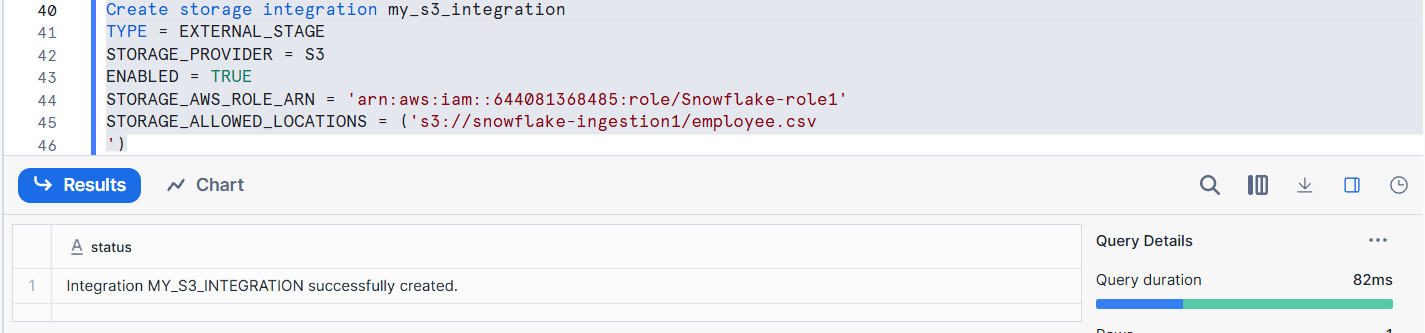 40 Create storage integration my_s3_integration
41 TYPE = EXTERNAL_STAGE
42 STORAGE_PROVIDER = S3
43 ENABLED = TRUE
44 STORAGE_AWS_ROLE_ARN = 'arn:aws:iam::644081368485:role/Snowflake-role1'
45 STORAGE_ALLOWED_LOCATIONS = ('s3://snowflake-ingestion1/employee.csv
46 ')
Results Chart
A status
Query Details
1 Integration MY_S3_INTEGRATION successfully created.
Query duration 82ms
Rows 1